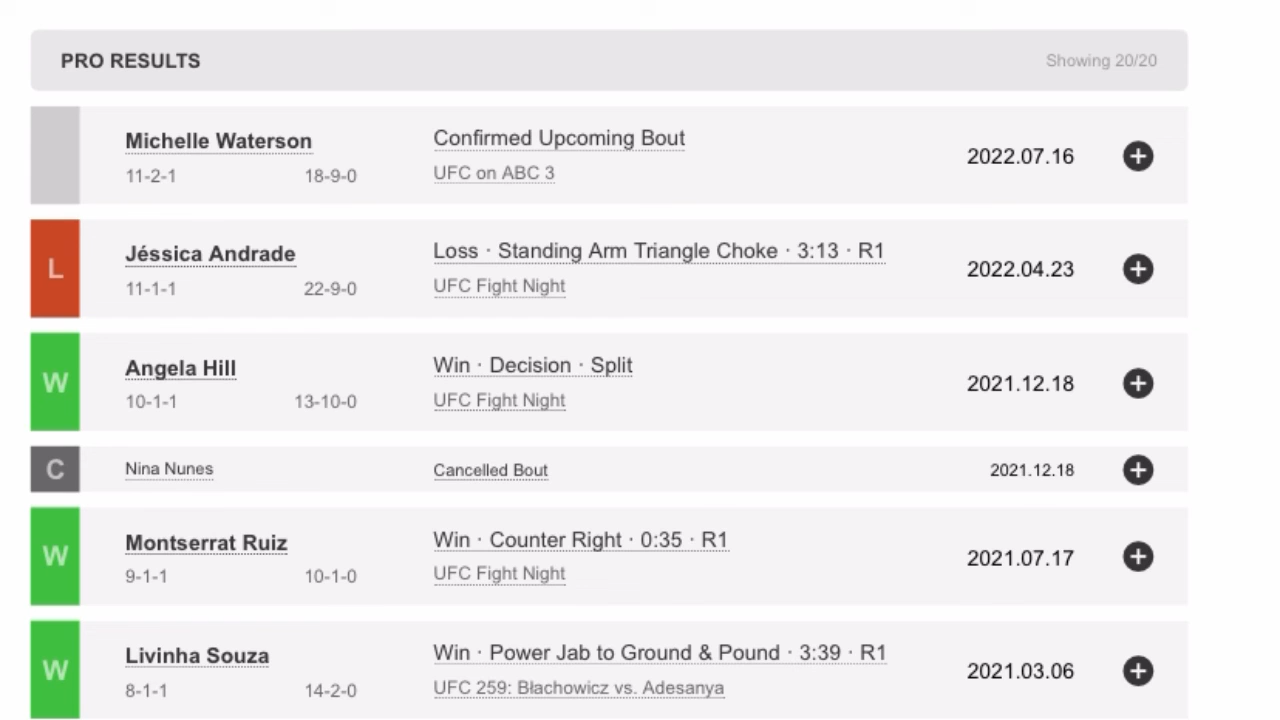 PRO RESULTS Showing 20/20
Michelle Waterson Confirmed Upcoming Bout 2022.07.16
11-2-1 18-9-0 UFC on ABC 3
L Jéssica Andrade Loss · Standing Arm Triangle Choke · 3:13 · R1 2022.04.23
11-1-1 22-9-0 UFC Fight Night
W Angela Hill Win · Decision · Split 2021.12.18
10-1-1 13-10-0 UFC Fight Night
C Nina Nunes Cancelled Bout 2021.12.18
W Montserrat Ruiz Win · Counter Right · 0:35 · R1 2021.07.17
9-1-1 10-1-0 UFC Fight Night
W Livinha Souza Win · Power Jab to Ground & Pound · 3:39 · R1 2021.03.06
8-1-1 14-2-0 UFC 259: Błachowicz vs. Adesanya